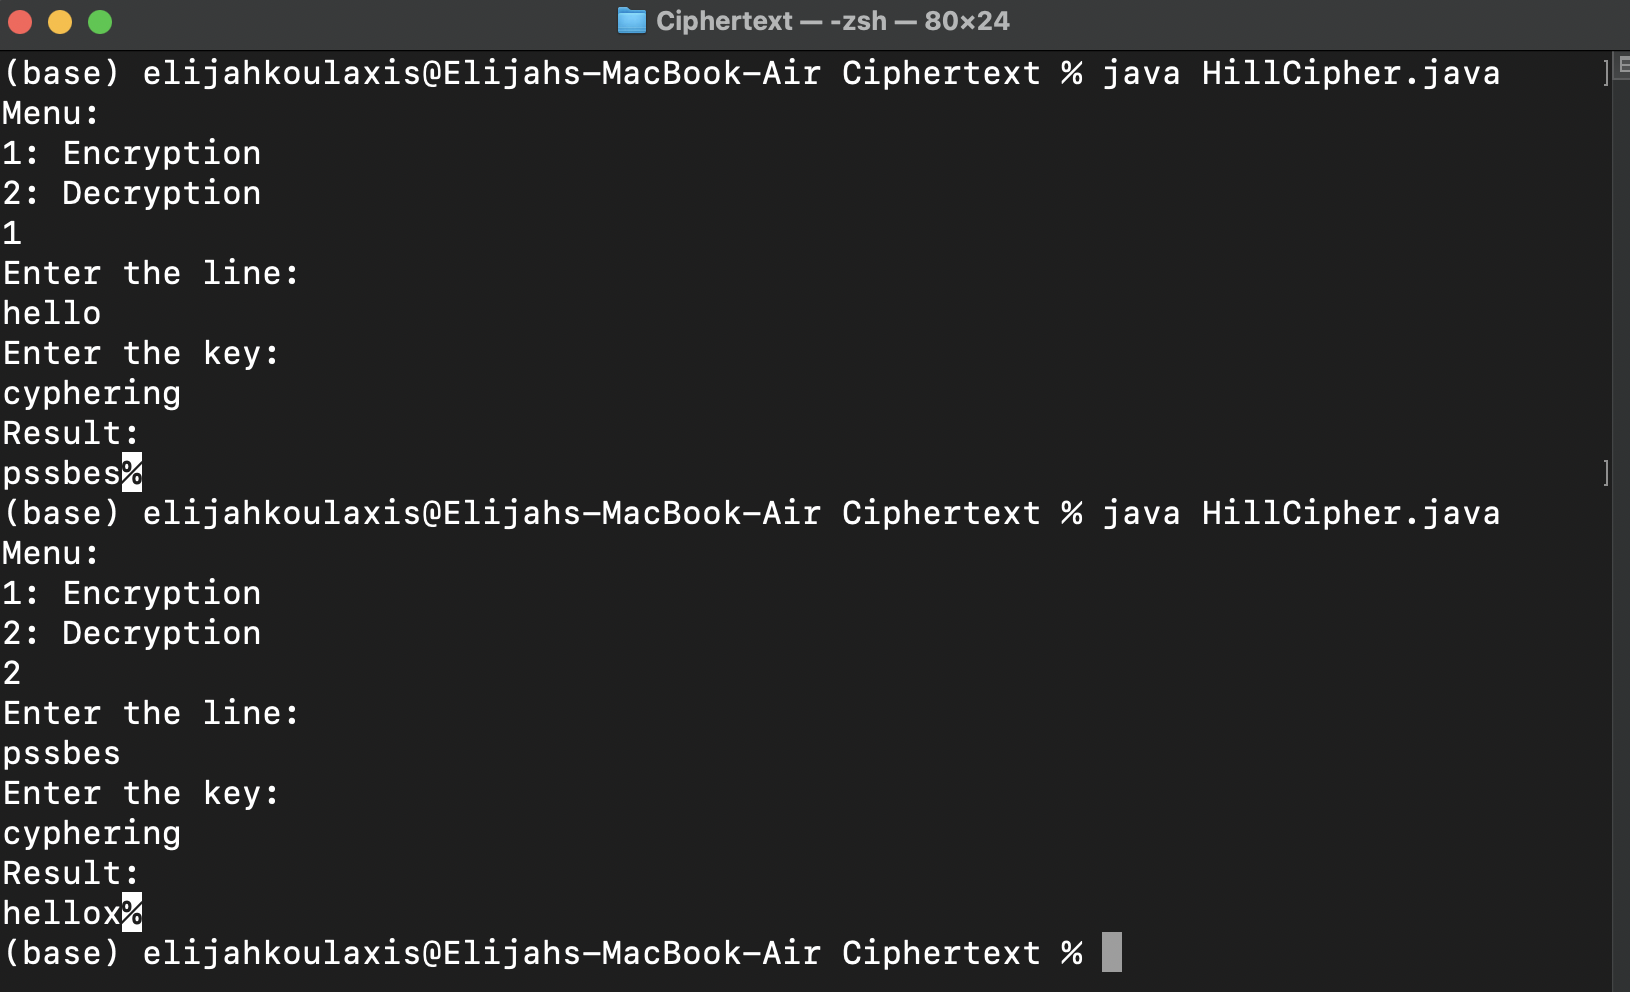 Ciphertext — -zsh — 80×24
(base) elijahkoulaxis@Elijahs-MacBook-Air Ciphertext % java HillCipher.java ]
Menu:
1: Encryption
2: Decryption
1
Enter the line:
hello
Enter the key:
cyphering
Result:
pssbes% ]
(base) elijahkoulaxis@Elijahs-MacBook-Air Ciphertext % java HillCipher.java
Menu:
1: Encryption
2: Decryption
2
Enter the line:
pssbes
Enter the key:
cyphering
Result:
hellox%
(base) elijahkoulaxis@Elijahs-MacBook-Air Ciphertext %